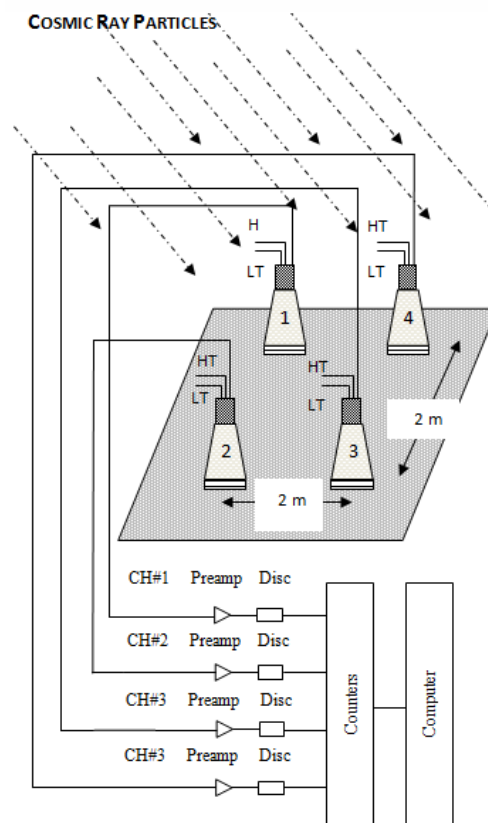 COSMIC RAY PARTICLES
H
HT
LT
LT
1
4
HT
HT
LT
LT
2 m
2
3
2 m
CH#1 Preamp Disc
CH#2 Preamp Disc
CH#3 Preamp Disc
CH#3 Preamp Disc
Counters
Computer